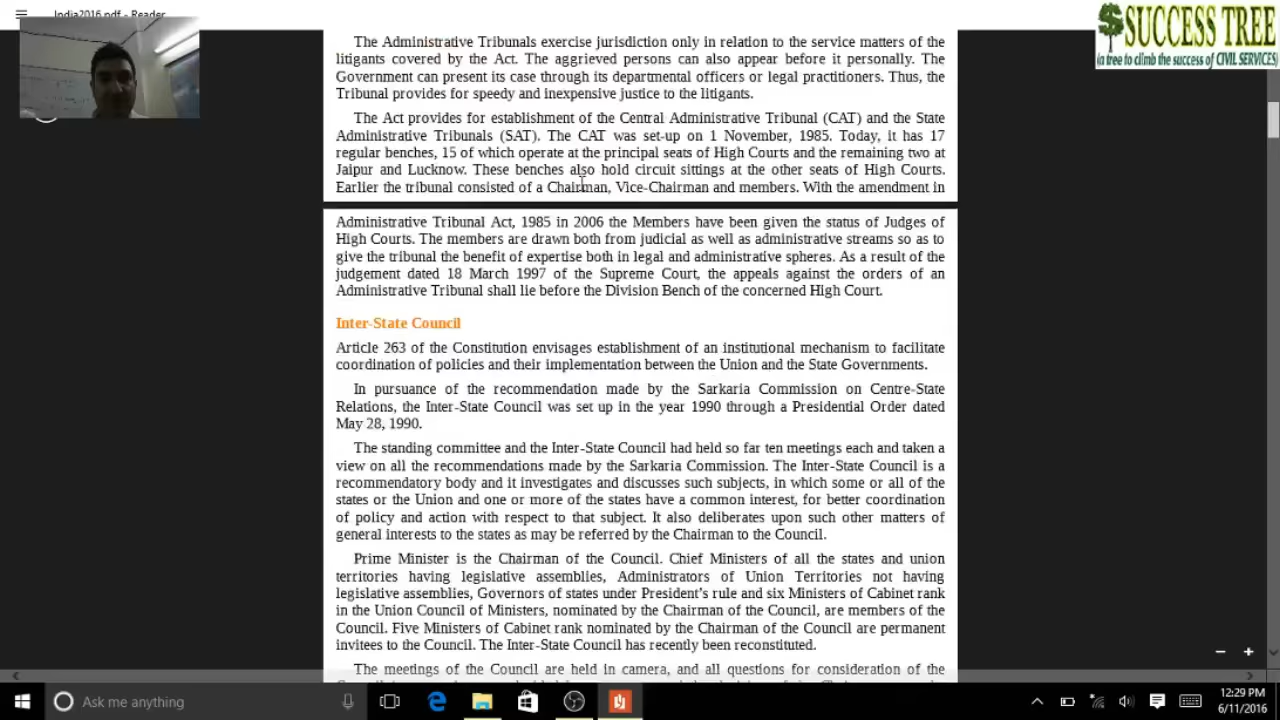 India2016.pdf - Reader
SUCCESS TREE
(a tree to climb the success of CIVIL SERVICES)
The Administrative Tribunals exercise jurisdiction only in relation to the service matters of the
litigants covered by the Act. The aggrieved persons can also appear before it personally. The
Government can present its case through its departmental officers or legal practitioners. Thus, the
Tribunal provides for speedy and inexpensive justice to the litigants.
The Act provides for establishment of the Central Administrative Tribunal (CAT) and the State
Administrative Tribunals (SAT). The CAT was set-up on 1 November, 1985. Today, it has 17
regular benches, 15 of which operate at the principal seats of High Courts and the remaining two at
Jaipur and Lucknow. These benches also hold circuit sittings at the other seats of High Courts.
Earlier the tribunal consisted of a Chairman, Vice-Chairman and members. With the amendment in
Administrative Tribunal Act, 1985 in 2006 the Members have been given the status of Judges of
High Courts. The members are drawn both from judicial as well as administrative streams so as to
give the tribunal the benefit of expertise both in legal and administrative spheres. As a result of the
judgement dated 18 March 1997 of the Supreme Court, the appeals against the orders of an
Administrative Tribunal shall lie before the Division Bench of the concerned High Court.
Inter-State Council
Article 263 of the Constitution envisages establishment of an institutional mechanism to facilitate
coordination of policies and their implementation between the Union and the State Governments.
In pursuance of the recommendation made by the Sarkaria Commission on Centre-State
Relations, the Inter-State Council was set up in the year 1990 through a Presidential Order dated
May 28, 1990.
The standing committee and the Inter-State Council had held so far ten meetings each and taken a
view on all the recommendations made by the Sarkaria Commission. The Inter-State Council is a
recommendatory body and it investigates and discusses such subjects, in which some or all of the
states or the Union and one or more of the states have a common interest, for better coordination
of policy and action with respect to that subject. It also deliberates upon such other matters of
general interests to the states as may be referred by the Chairman to the Council.
Prime Minister is the Chairman of the Council. Chief Ministers of all the states and union
territories having legislative assemblies, Administrators of Union Territories not having
legislative assemblies, Governors of states under President's rule and six Ministers of Cabinet rank
in the Union Council of Ministers, nominated by the Chairman of the Council, are members of the
Council. Five Ministers of Cabinet rank nominated by the Chairman of the Council are permanent
invitees to the Council. The Inter-State Council has recently been reconstituted.
The meetings of the Council are held in camera, and all questions for consideration of the
Ask me anything
12:29 PM
6/11/2016